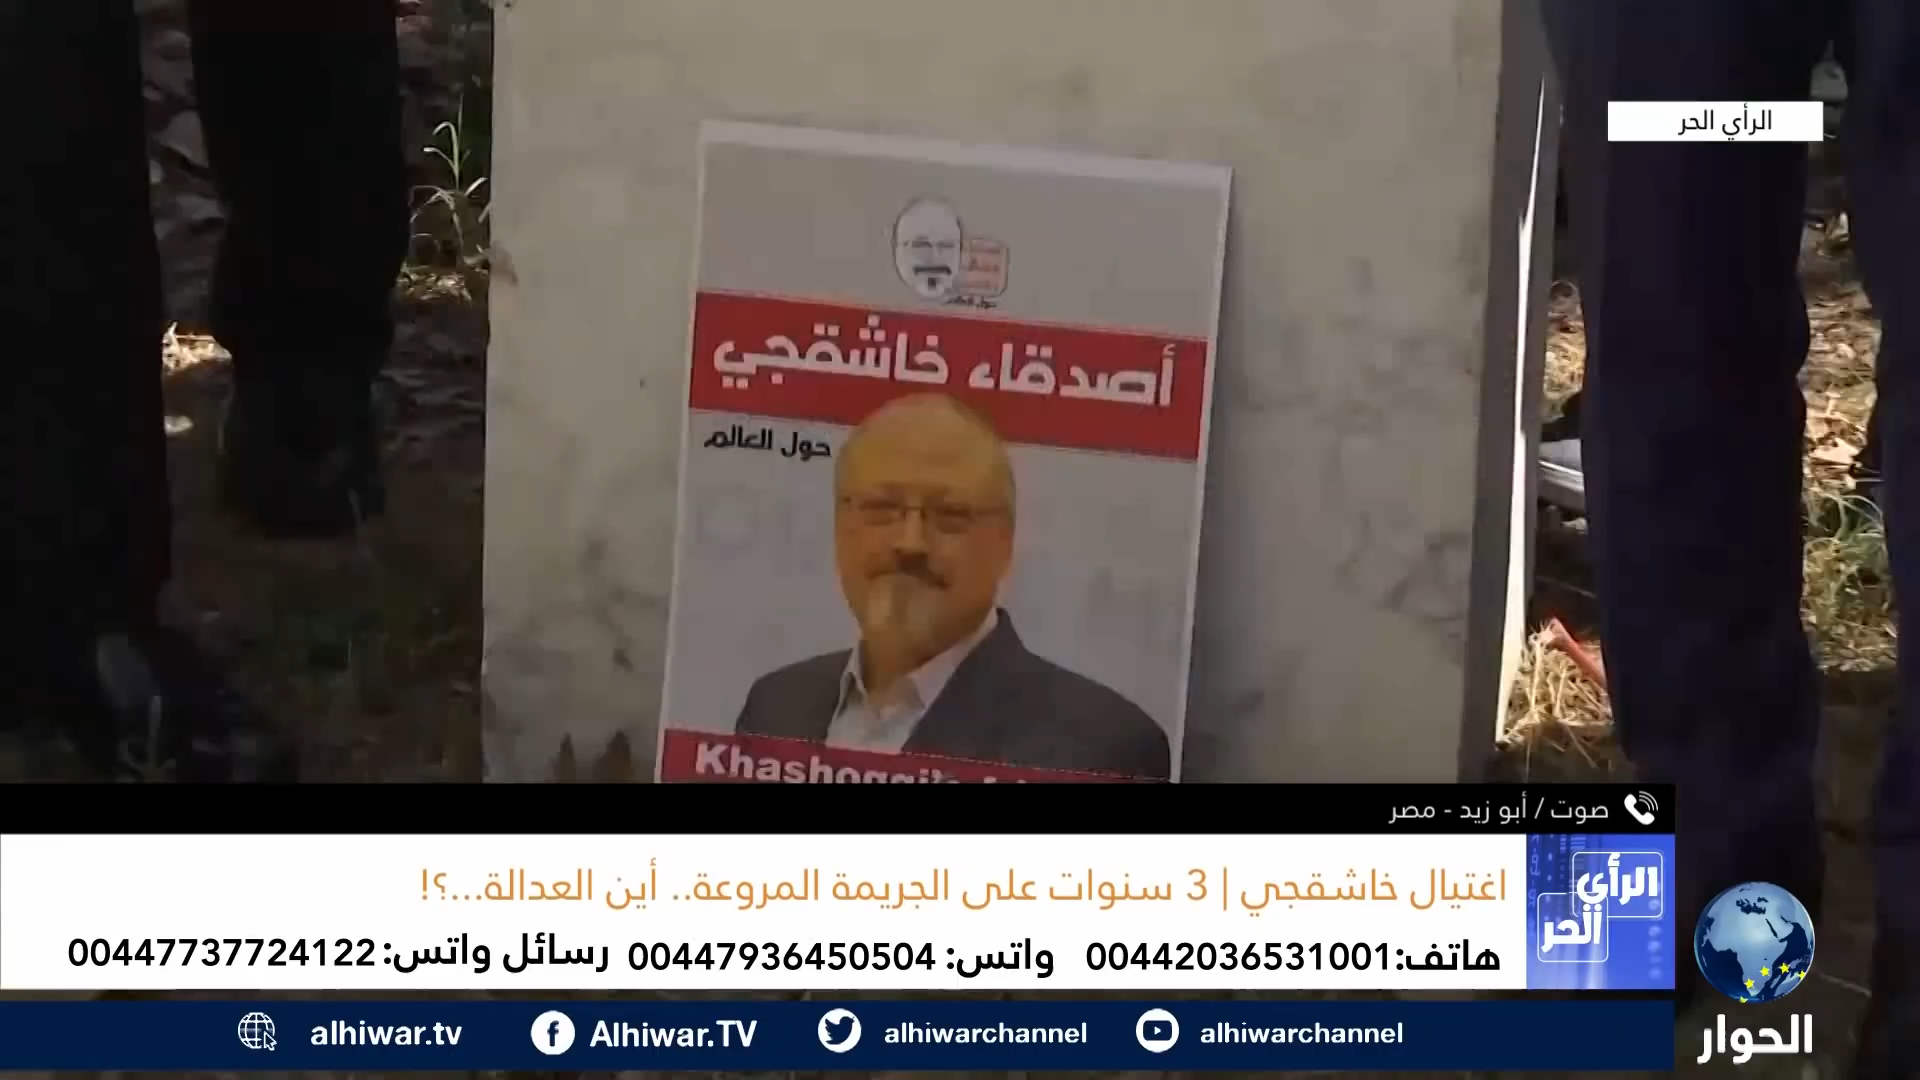 الرأي الحر
أصدقاء خاشقجي
حول العالم
صوت / أبو زيد - مصر
اغتيال خاشقجي | 3 سنوات على الجريمة المروعة.. أين العدالة...؟!
الرأي
الحر
هاتف:00442036531001 واتس: 00447936450504 رسائل واتس:00447737724122
alhiwar.tv Alhiwar.TV alhiwarchannel alhiwarchannel
الحوار